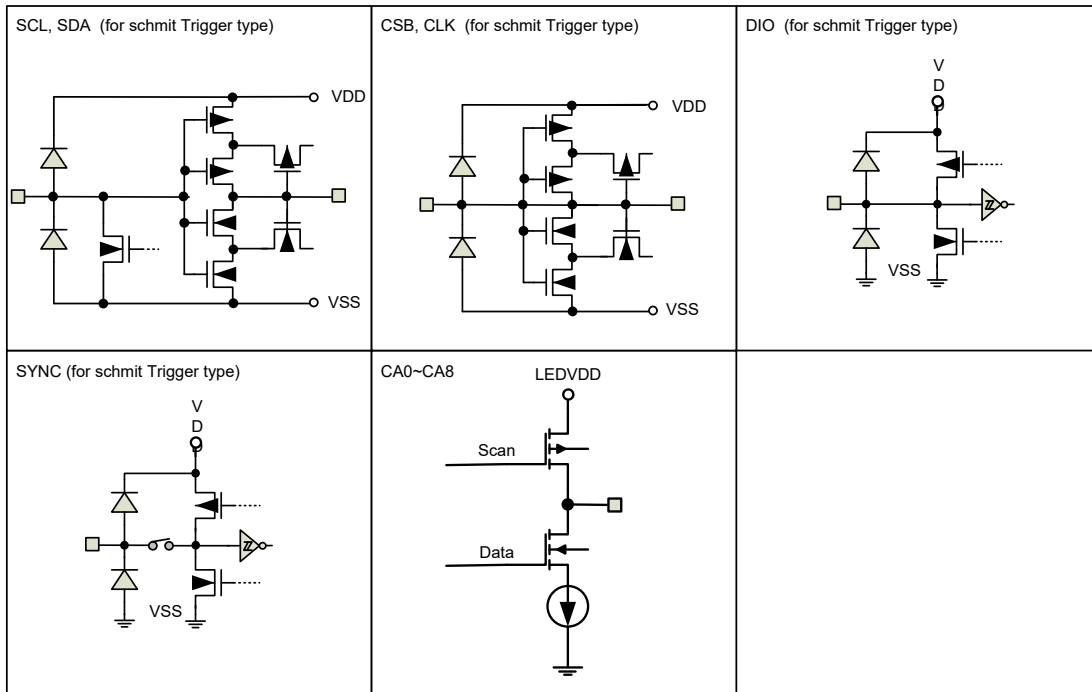 SCL, SDA (for schmit Trigger type)
VDD
VSS
CSB, CLK (for schmit Trigger type)
VDD
VSS
DIO (for schmit Trigger type)
V
D
VSS
SYNC (for schmit Trigger type)
V
D
VSS
CA0~CA8
LEDVDD
Scan
Data